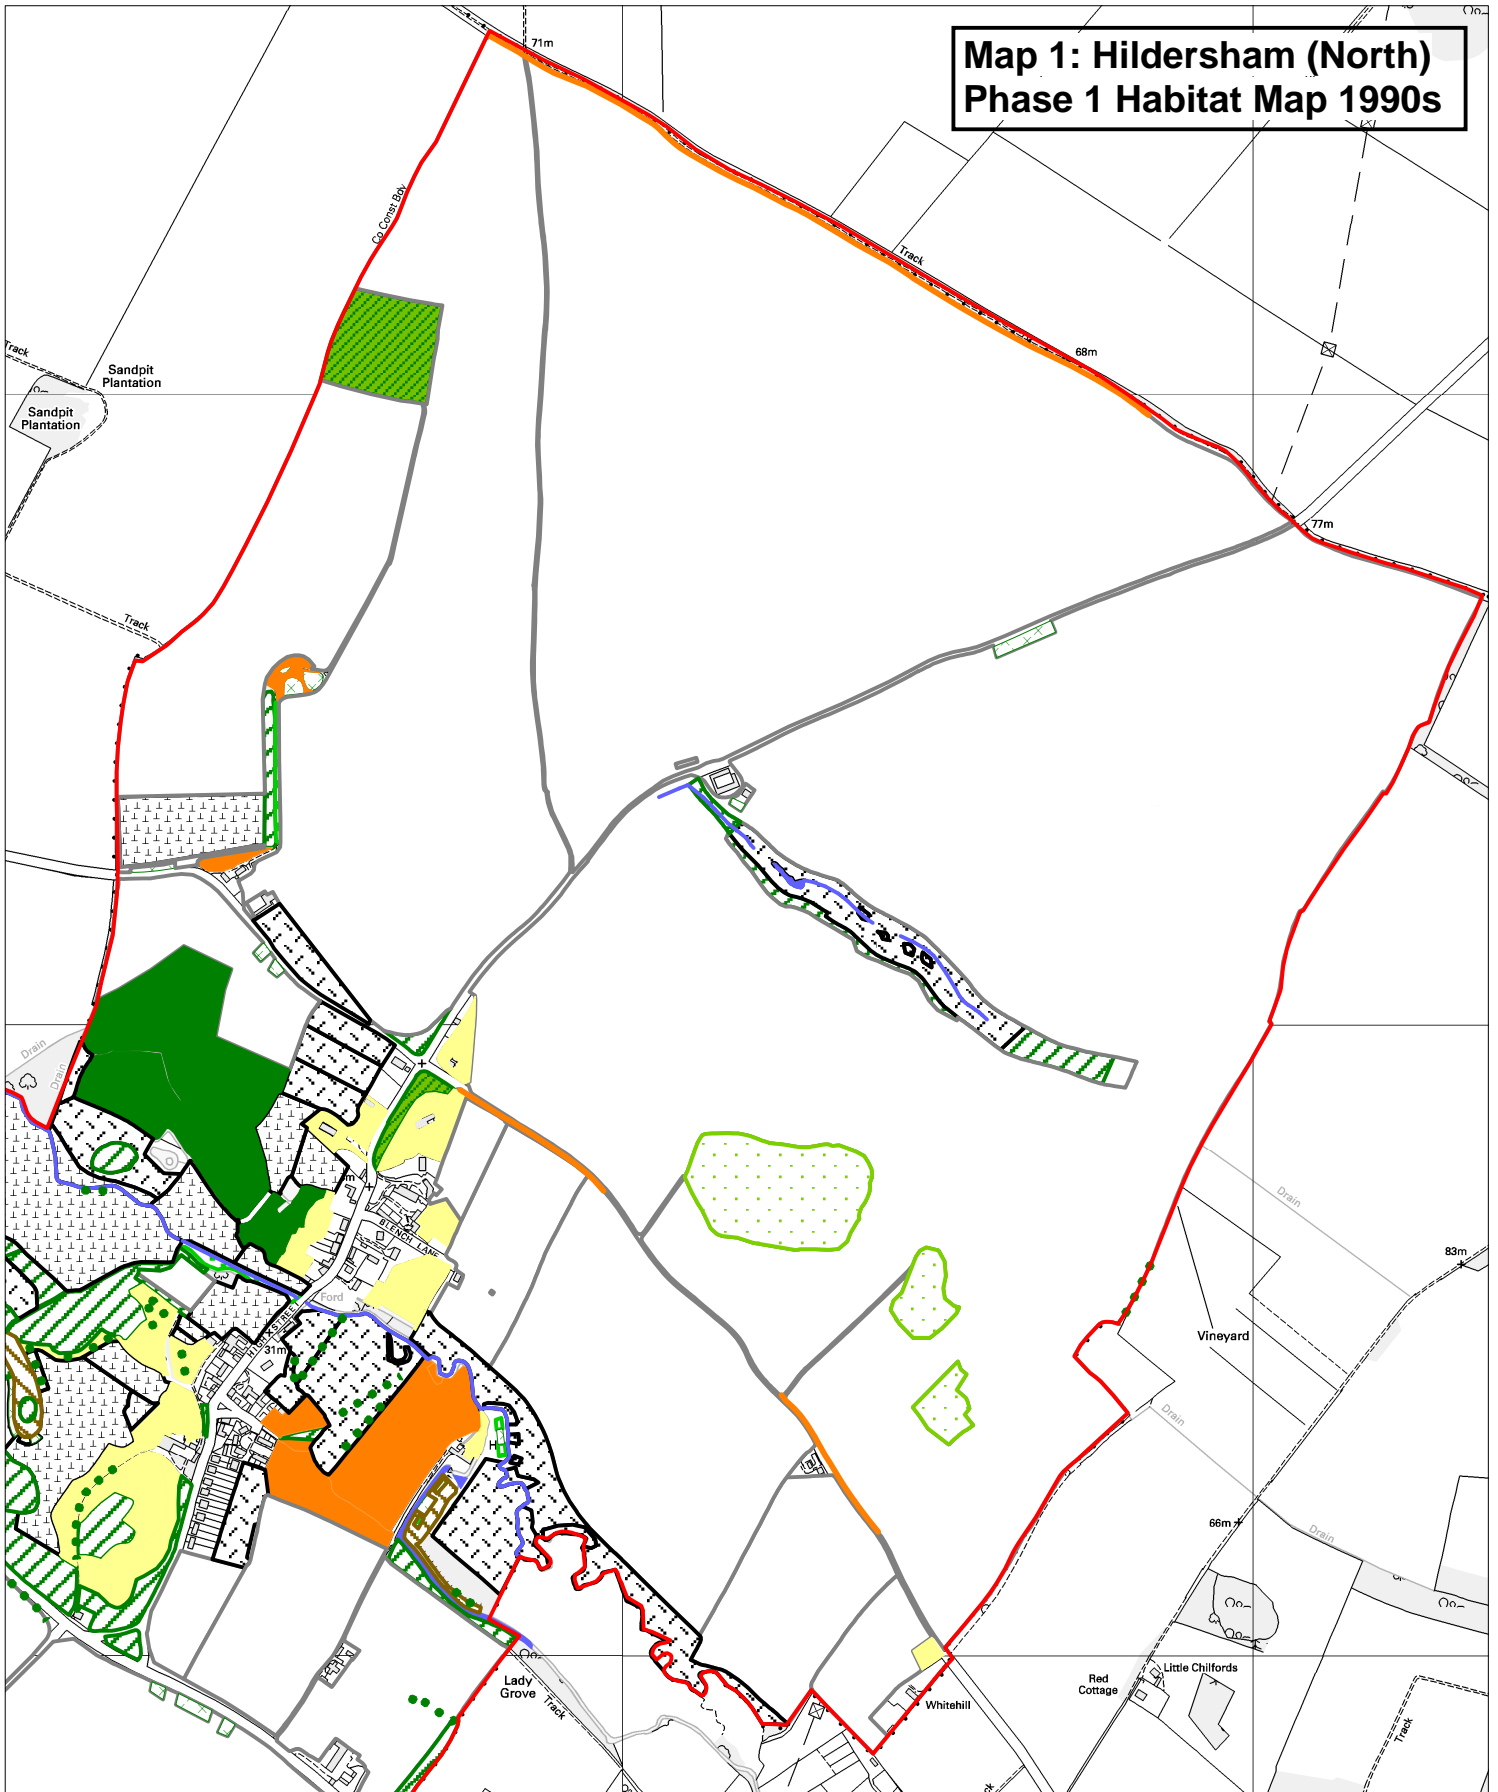 Map 1: Hildersham (North)
Phase 1 Habitat Map 1990s
71m
Co Const Bdy
Track
68m
Track
Sandpit
Plantation
Sandpit
Plantation
77m
Track
Drain
Drain
BLENCH LANE
Ford
HIGH STREET
31m
Drain
83m
Vineyard
Drain
H
66m
Drain
Lady
Grove
Track
Red
Cottage
Little Chilfords
Whitehill
Track